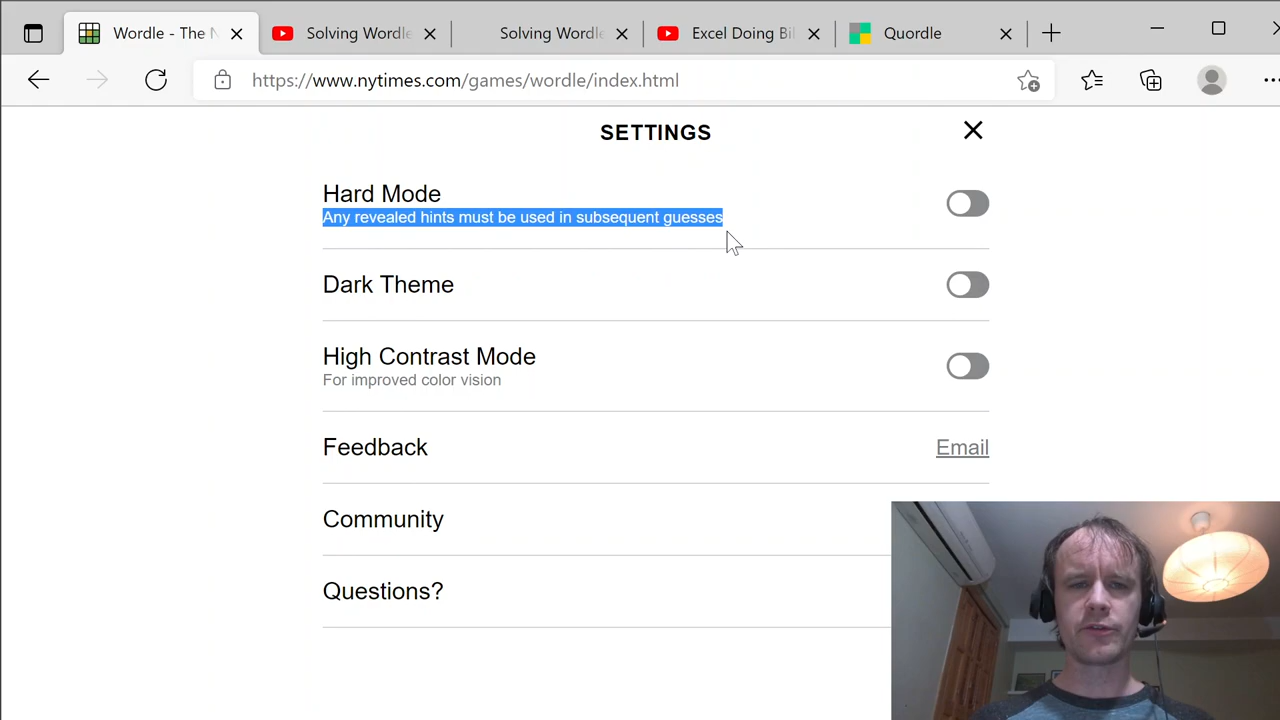 Wordle - The N
Solving Wordle
Solving Wordle
Excel Doing Bi
Quordle
https://www.nytimes.com/games/wordle/index.html
SETTINGS
Hard Mode
Any revealed hints must be used in subsequent guesses
Dark Theme
High Contrast Mode
For improved color vision
Feedback
Email
Community
Questions?